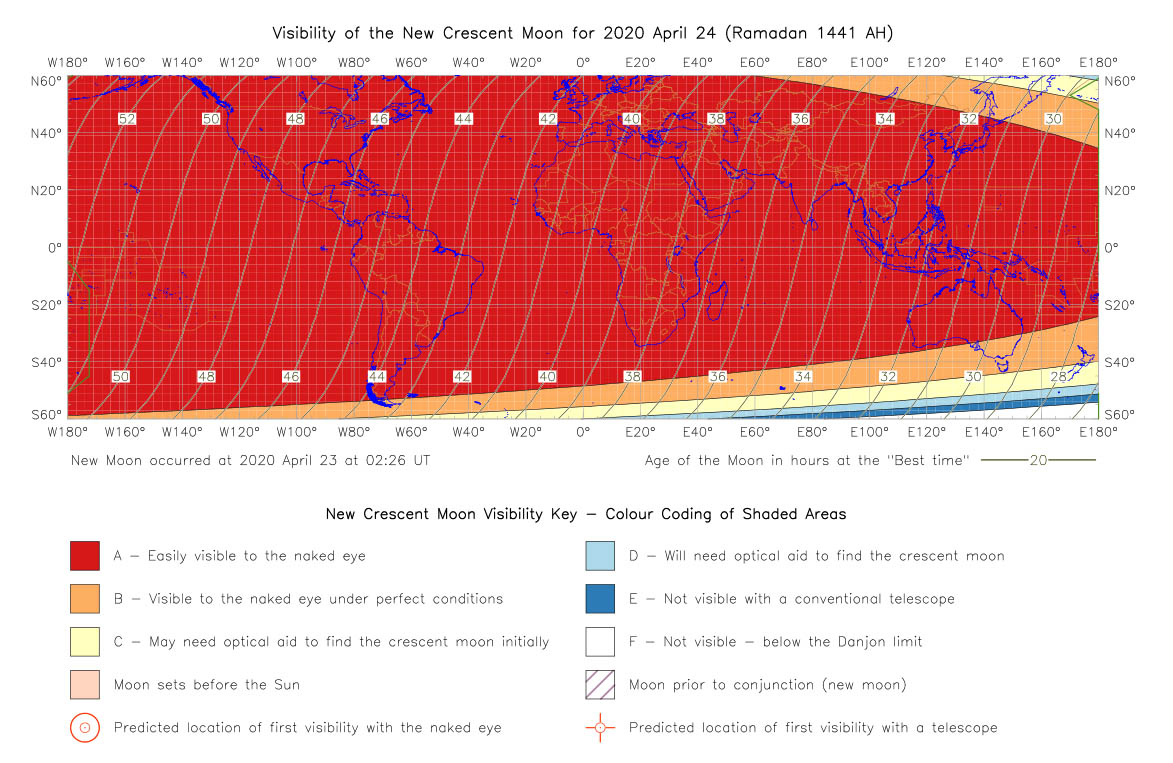 Visibility of the New Crescent Moon for 2020 April 24 (Ramadan 1441 AH)
W180° W160° W140° W120° W100° W80° W60° W40° W20° 0° E20° E40° E60° E80° E100° E120° E140° E160° E180°
N60° N60°
52 50 48 46 44 42 40 38 36 34 32 30
N40° N40°
N20° N20°
0° 0°
S20° S20°
S40° S40°
50 48 46 44 42 40 38 36 34 32 30 28
S60° S60°
W180° W160° W140° W120° W100° W80° W60° W40° W20° 0° E20° E40° E60° E80° E100° E120° E140° E160° E180°
New Moon occurred at 2020 April 23 at 02:26 UT
Age of the Moon in hours at the "Best time" 20
New Crescent Moon Visibility Key – Colour Coding of Shaded Areas
A – Easily visible to the naked eye
B – Visible to the naked eye under perfect conditions
C – May need optical aid to find the crescent moon initially
Moon sets before the Sun
Predicted location of first visibility with the naked eye
D – Will need optical aid to find the crescent moon
E – Not visible with a conventional telescope
F – Not visible – below the Danjon limit
Moon prior to conjunction (new moon)
Predicted location of first visibility with a telescope